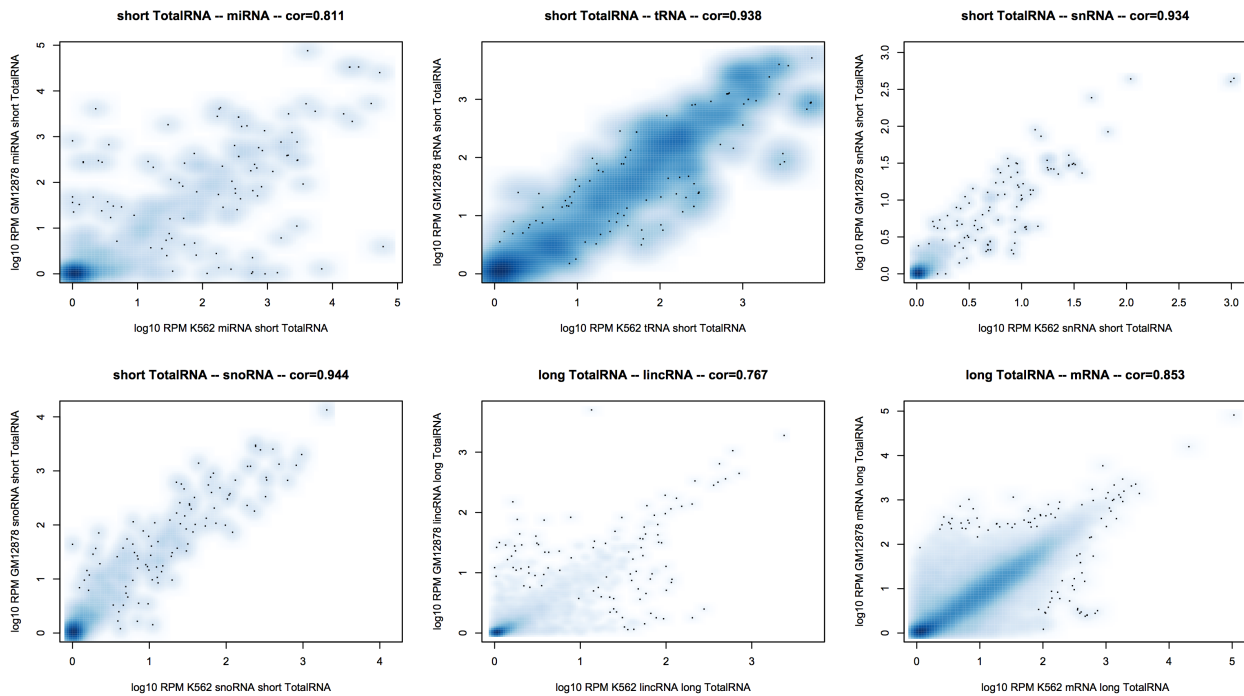 short TotalRNA -- miRNA -- cor=0.811
log10 RPM GM12878 miRNA short TotalRNA
5
4
3
2
1
0
0 1 2 3 4 5
log10 RPM K562 miRNA short TotalRNA
short TotalRNA -- tRNA -- cor=0.938
log10 RPM GM12878 tRNA short TotalRNA
3
2
1
0
0 1 2 3
log10 RPM K562 tRNA short TotalRNA
short TotalRNA -- snRNA -- cor=0.934
log10 RPM GM12878 snRNA short TotalRNA
3.0
2.5
2.0
1.5
1.0
0.5
0.0
0.0 0.5 1.0 1.5 2.0 2.5 3.0
log10 RPM K562 snRNA short TotalRNA
short TotalRNA -- snoRNA -- cor=0.944
log10 RPM GM12878 snoRNA short TotalRNA
4
3
2
1
0
0 1 2 3 4
log10 RPM K562 snoRNA short TotalRNA
long TotalRNA -- lincRNA -- cor=0.767
log10 RPM GM12878 lincRNA long TotalRNA
3
2
1
0
0 1 2 3
log10 RPM K562 lincRNA long TotalRNA
long TotalRNA -- mRNA -- cor=0.853
log10 RPM GM12878 mRNA long TotalRNA
5
4
3
2
1
0
0 1 2 3 4 5
log10 RPM K562 mRNA long TotalRNA